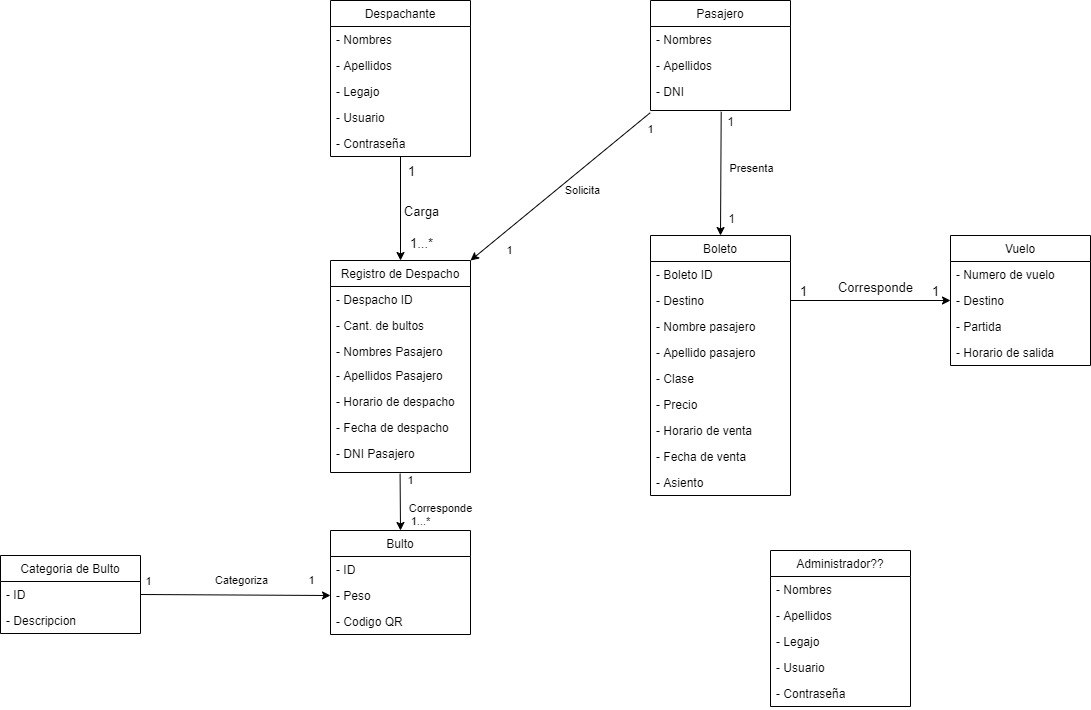 Despachante
- Nombres
- Apellidos
- Legajo
- Usuario
- Contraseña
Pasajero
- Nombres
- Apellidos
- DNI
1
Carga
1...*
1
Solicita
1
1
Presenta
1
Registro de Despacho
- Despacho ID
- Cant. de bultos
- Nombres Pasajero
- Apellidos Pasajero
- Horario de despacho
- Fecha de despacho
- DNI Pasajero
Boleto
- Boleto ID
- Destino
- Nombre pasajero
- Apellido pasajero
- Clase
- Precio
- Horario de venta
- Fecha de venta
- Asiento
1
Corresponde
1
Vuelo
- Numero de vuelo
- Destino
- Partida
- Horario de salida
1
Corresponde
1...*
Categoria de Bulto
- ID
- Descripcion
1
Categoriza
1
Bulto
- ID
- Peso
- Codigo QR
Administrador??
- Nombres
- Apellidos
- Legajo
- Usuario
- Contraseña